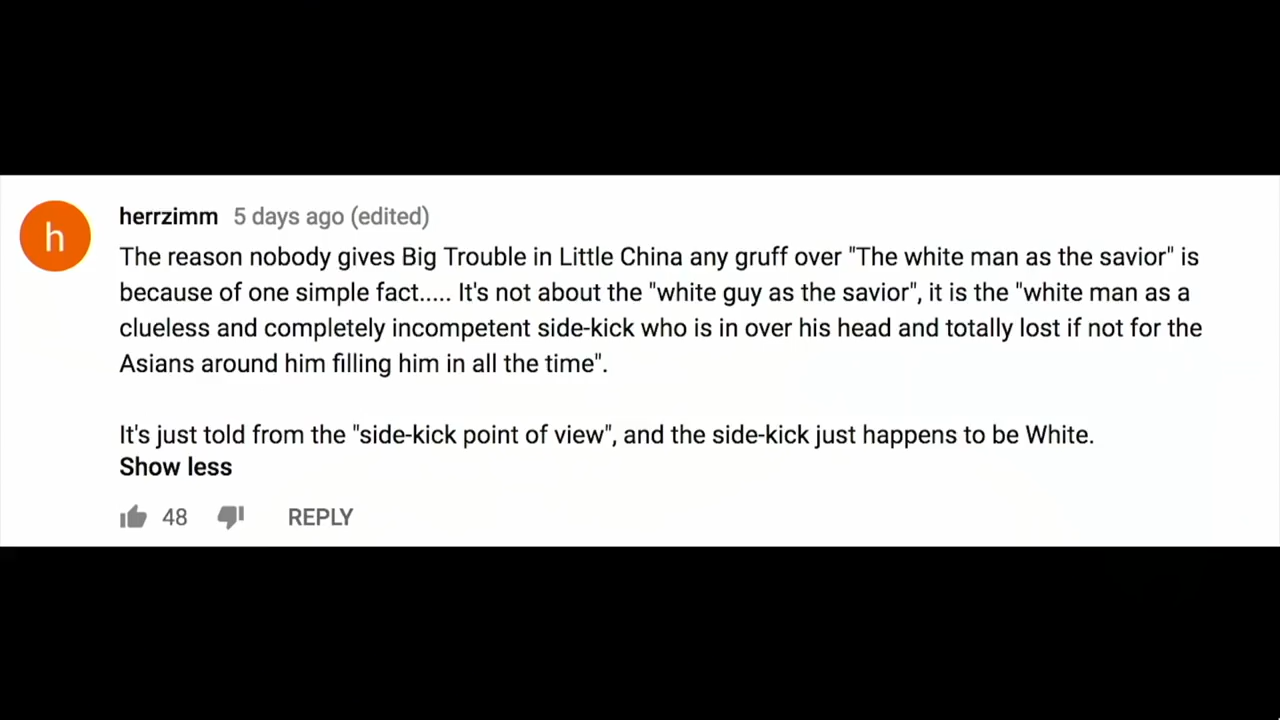 h
herrzimm 5 days ago (edited)
The reason nobody gives Big Trouble in Little China any gruff over "The white man as the savior" is
because of one simple fact..... It's not about the "white guy as the savior", it is the "white man as a
clueless and completely incompetent side-kick who is in over his head and totally lost if not for the
Asians around him filling him in all the time".
It's just told from the "side-kick point of view", and the side-kick just happens to be White.
Show less
48 REPLY